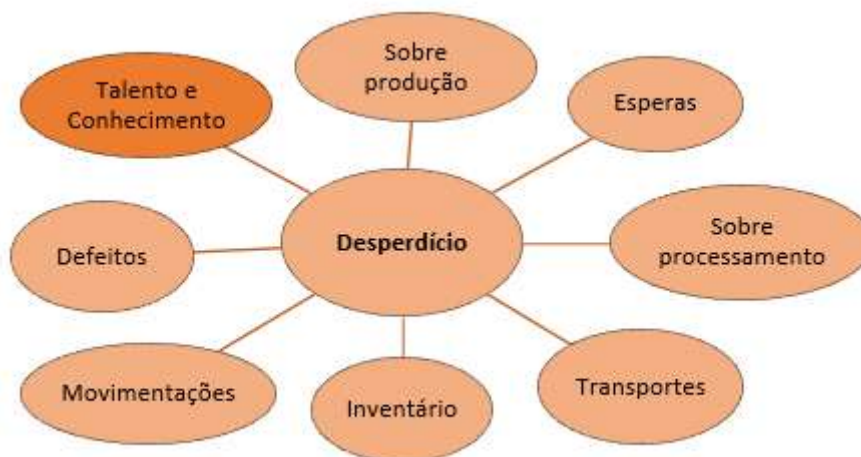 Sobre
produção
Talento e
Conhecimento
Esperas
Desperdício
Sobre
processamento
Defeitos
Movimentações
Inventário
Transportes